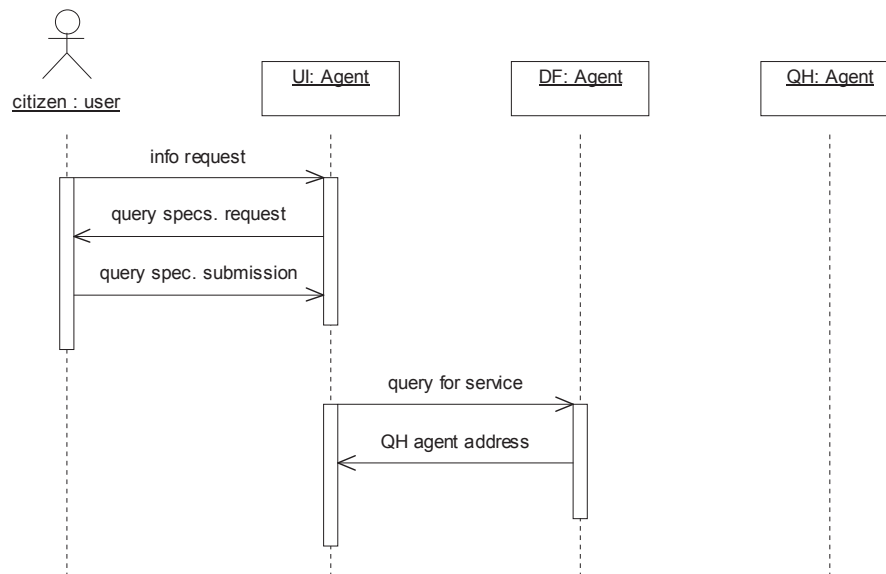 citizen : user
UI: Agent
DF: Agent
QH: Agent
info request
query specs. request
query spec. submission
query for service
QH agent address